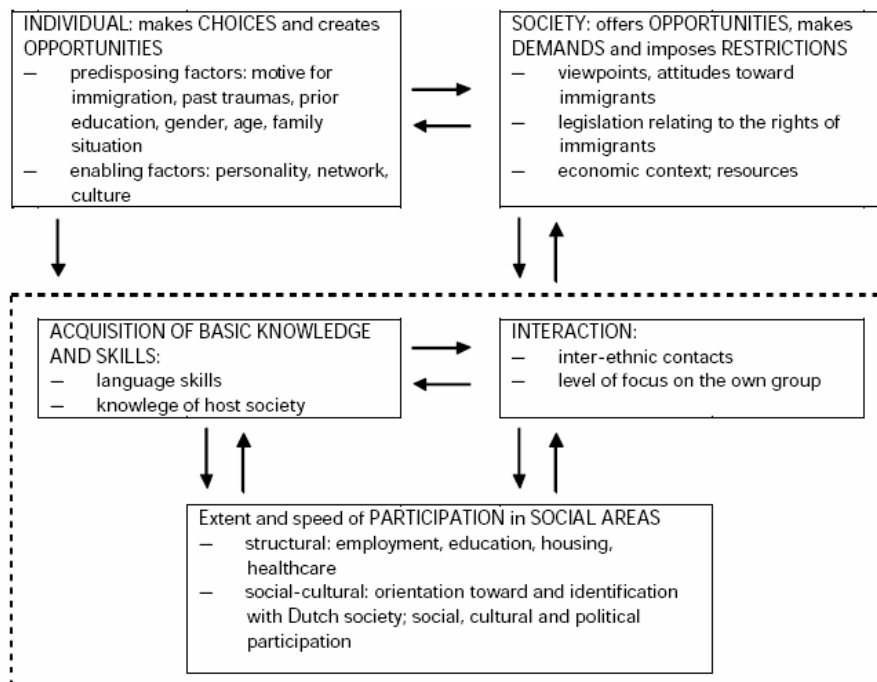 INDIVIDUAL: makes CHOICES and creates
OPPORTUNITIES
— predisposing factors: motive for
immigration, past traumas, prior
education, gender, age, family
situation
— enabling factors: personality, network,
culture
SOCIETY: offers OPPORTUNITIES, makes
DEMANDS and imposes RESTRICTIONS
— viewpoints, attitudes toward
immigrants
— legislation relating to the rights of
immigrants
— economic context; resources
ACQUISITION OF BASIC KNOWLEDGE
AND SKILLS:
— language skills
— knowlege of host society
INTERACTION:
— inter-ethnic contacts
— level of focus on the own group
Extent and speed of PARTICIPATION in SOCIAL AREAS
— structural: employment, education, housing,
healthcare
— social-cultural: orientation toward and identification
with Dutch society; social, cultural and political
participation